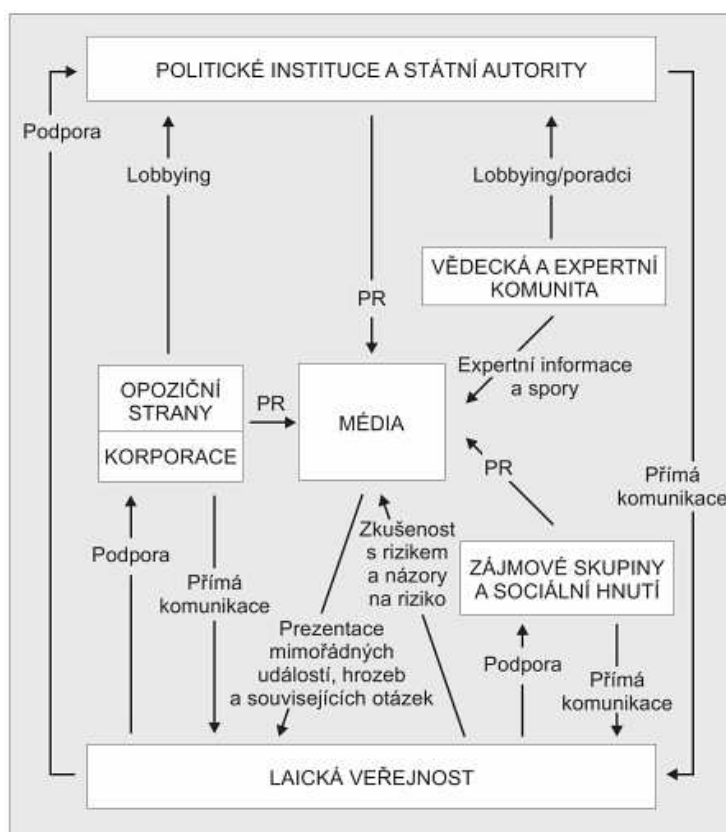 POLITICKÉ INSTITUCE A STÁTNÍ AUTORITY
Podpora
Lobbying
Lobbying/poradci
VĚDECKÁ A EXPERTNÍ
KOMUNITA
PR
Expertní informace
a spory
OPOZIČNÍ
STRANY
KORPORACE
PR
MÉDIA
PR
Přímá
komunikace
Podpora
Přímá
komunikace
Zkušenost
s rizikem
a názory
na riziko
ZÁJMOVÉ SKUPINY
A SOCIÁLNÍ HNUTÍ
Prezentace
mimořádných
událostí, hrozeb
a souvisejících otázek
Podpora
Přímá
komunikace
LAICKÁ VEŘEJNOST